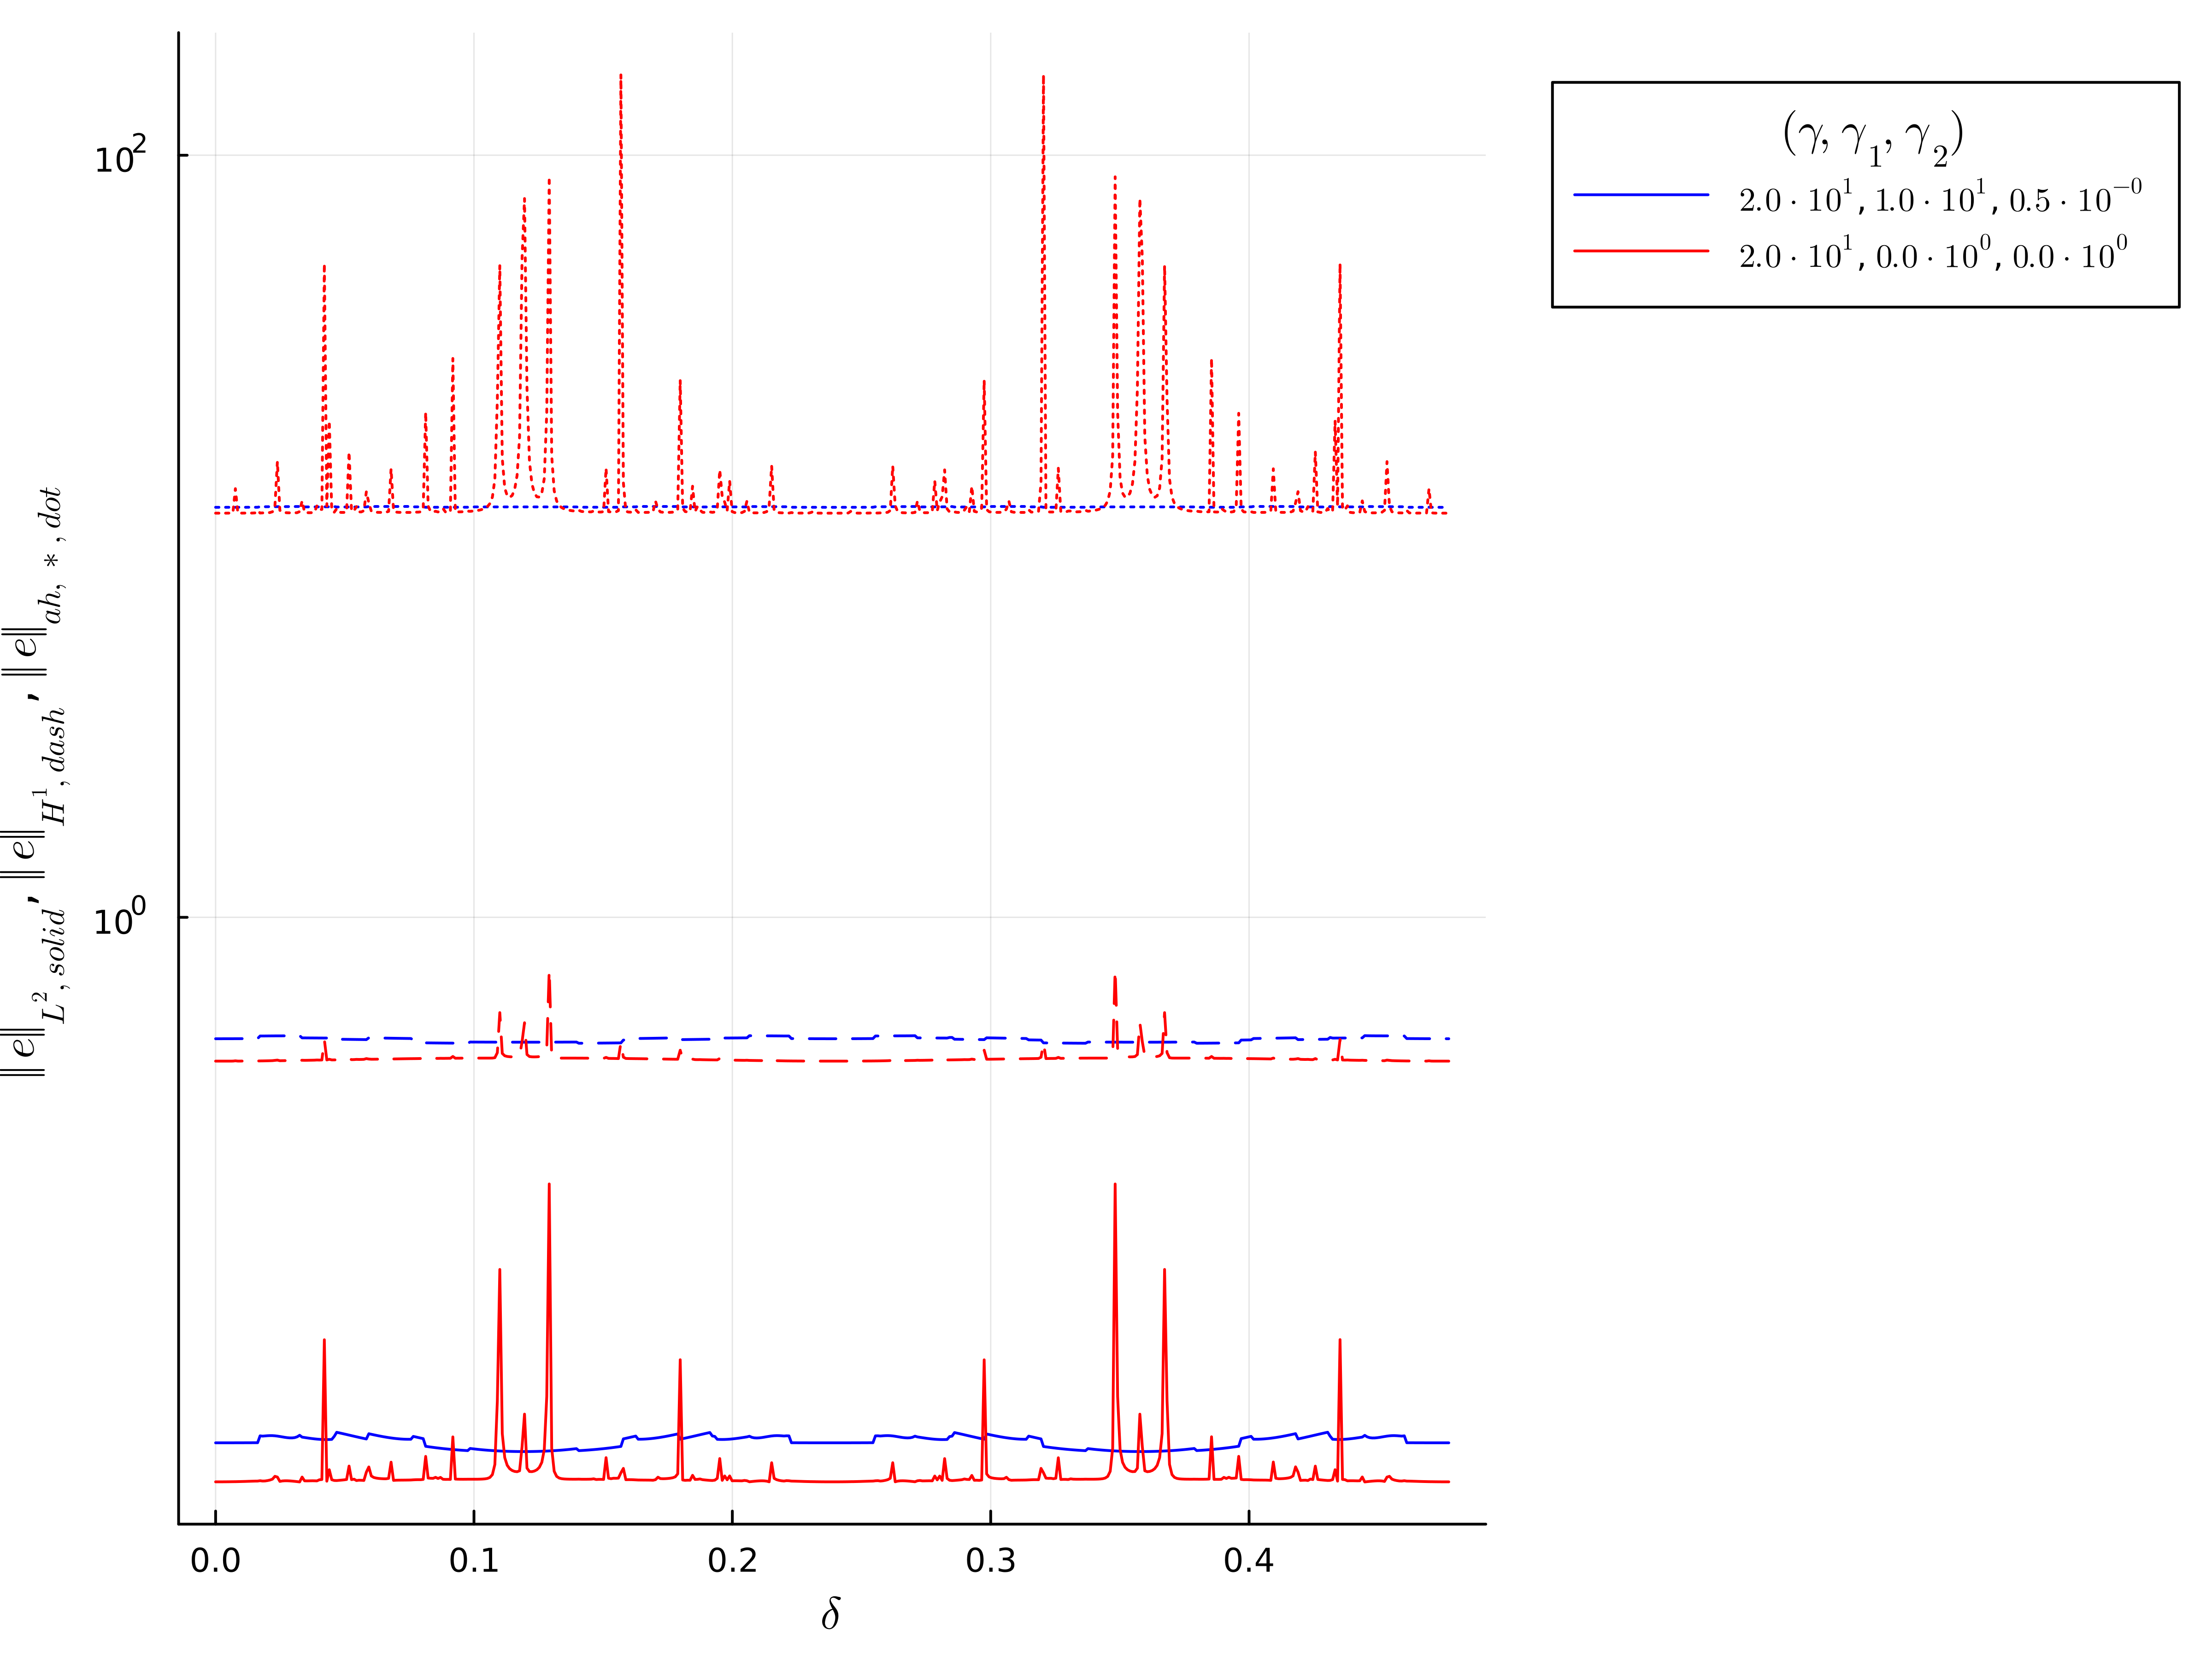 ‖e‖_{L^2,solid}, ‖e‖_{H^1,dash}, ‖e‖_{ah,*,dot}
10^2
10^0
0.0 0.1 0.2 0.3 0.4
δ
(γ, γ_1, γ_2)
2.0 · 10^1, 1.0 · 10^1, 0.5 · 10^{−0}
2.0 · 10^1, 0.0 · 10^0, 0.0 · 10^0